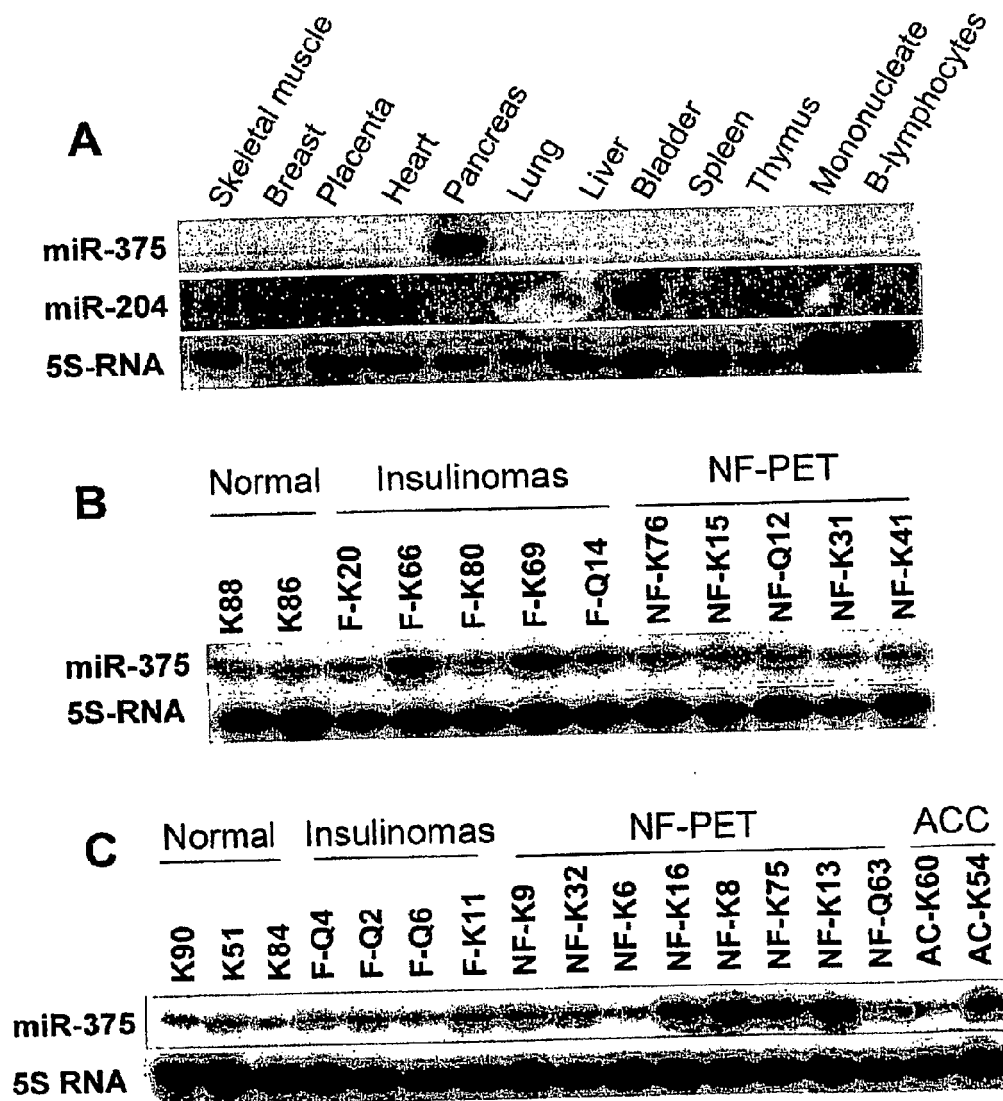 A
Skeletal muscle
Breast
Placenta
Heart
Pancreas
Lung
Liver
Bladder
Spleen
Thymus
Mononucleate
B-lymphocytes
miR-375
miR-204
5S-RNA
B
Normal Insulinomas NF-PET
K88
K86
F-K20
F-K66
F-K80
F-K69
F-Q14
NF-K76
NF-K15
NF-Q12
NF-K31
NF-K41
miR-375
5S-RNA
C
Normal Insulinomas NF-PET ACC
K90
K51
K84
F-Q4
F-Q2
F-Q6
F-K11
NF-K9
NF-K32
NF-K6
NF-K16
NF-K8
NF-K75
NF-K13
NF-Q63
AC-K60
AC-K54
miR-375
5S RNA